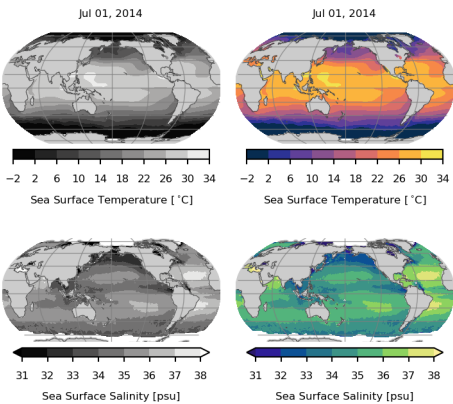 Jul 01, 2014
Jul 01, 2014
−2 2 6 10 14 18 22 26 30 34
−2 2 6 10 14 18 22 26 30 34
Sea Surface Temperature [˚C]
Sea Surface Temperature [˚C]
31 32 33 34 35 36 37 38
31 32 33 34 35 36 37 38
Sea Surface Salinity [psu]
Sea Surface Salinity [psu]